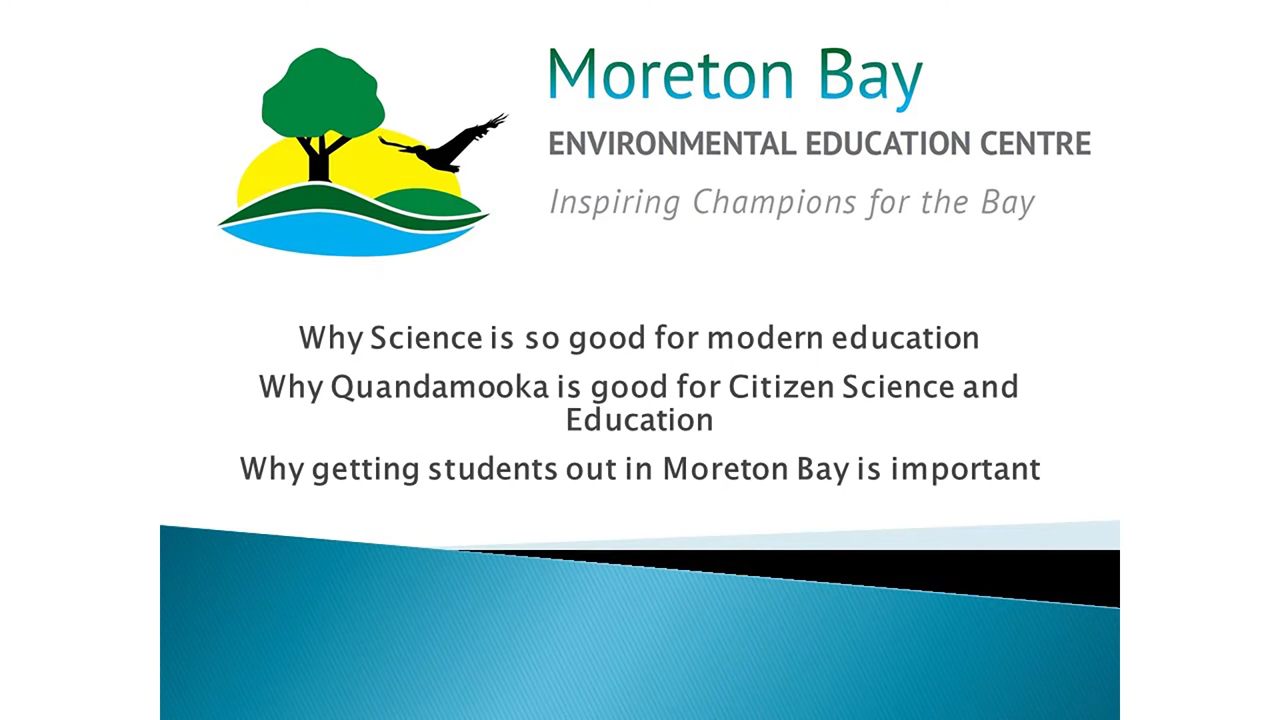 Moreton Bay
ENVIRONMENTAL EDUCATION CENTRE
Inspiring Champions for the Bay
Why Science is so good for modern education
Why Quandamooka is good for Citizen Science and
Education
Why getting students out in Moreton Bay is important